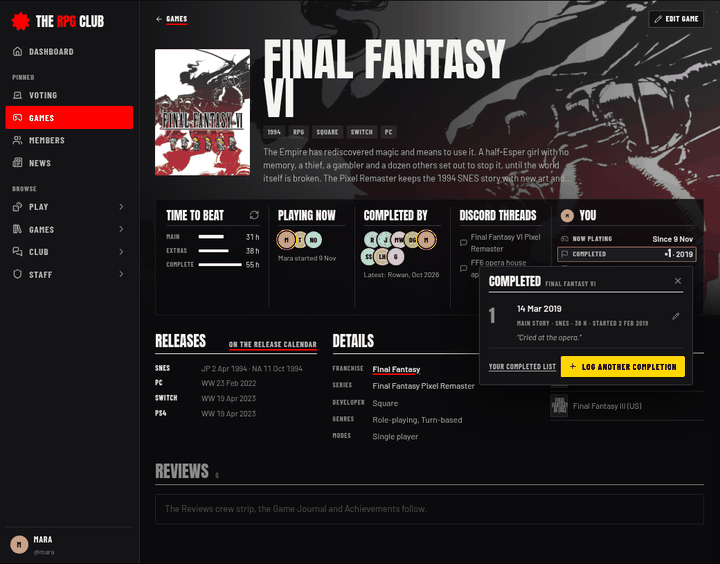 THE RPG CLUB
DASHBOARD
PINNED
VOTING
GAMES
MEMBERS
NEWS
BROWSE
PLAY
GAMES
CLUB
STAFF
MARA
@mara
M
← GAMES
EDIT GAME
FINAL FANTASY VI
FINAL FANTASY
VI
1994 RPG SQUARE SWITCH PC
The Empire has rediscovered magic and means to use it. A half-Esper girl with no
memory, a thief, a gambler and a dozen others set out to stop it, until the world
itself is broken. The Pixel Remaster keeps the 1994 SNES story with new art and…
TIME TO BEAT
MAIN 31 h
EXTRAS 38 h
COMPLETE 55 h
PLAYING NOW
M T NO
Mara started 9 Nov
COMPLETED BY
R J MW DG M
SS LH G
Latest: Rowan, Oct 2026
DISCORD THREADS
Final Fantasy VI Pixel
Remaster
FF6 opera house
M YOU
NOW PLAYING Since 9 Nov
COMPLETED ×1 · 2019
COMPLETED FINAL FANTASY VI
1
14 Mar 2019
MAIN STORY · SNES · 38 H · STARTED 2 FEB 2019
"Cried at the opera."
YOUR COMPLETED LIST
+ LOG ANOTHER COMPLETION
RELEASES
ON THE RELEASE CALENDAR
SNES JP 2 Apr 1994 · NA 11 Oct 1994
PC WW 23 Feb 2022
SWITCH WW 19 Apr 2023
PS4 WW 19 Apr 2023
DETAILS
FRANCHISE Final Fantasy
SERIES Final Fantasy Pixel Remaster
DEVELOPER Square
GENRES Role-playing, Turn-based
MODES Single player
Final Fantasy III (US)
REVIEWS 6
The Reviews crew strip, the Game Journal and Achievements follow.